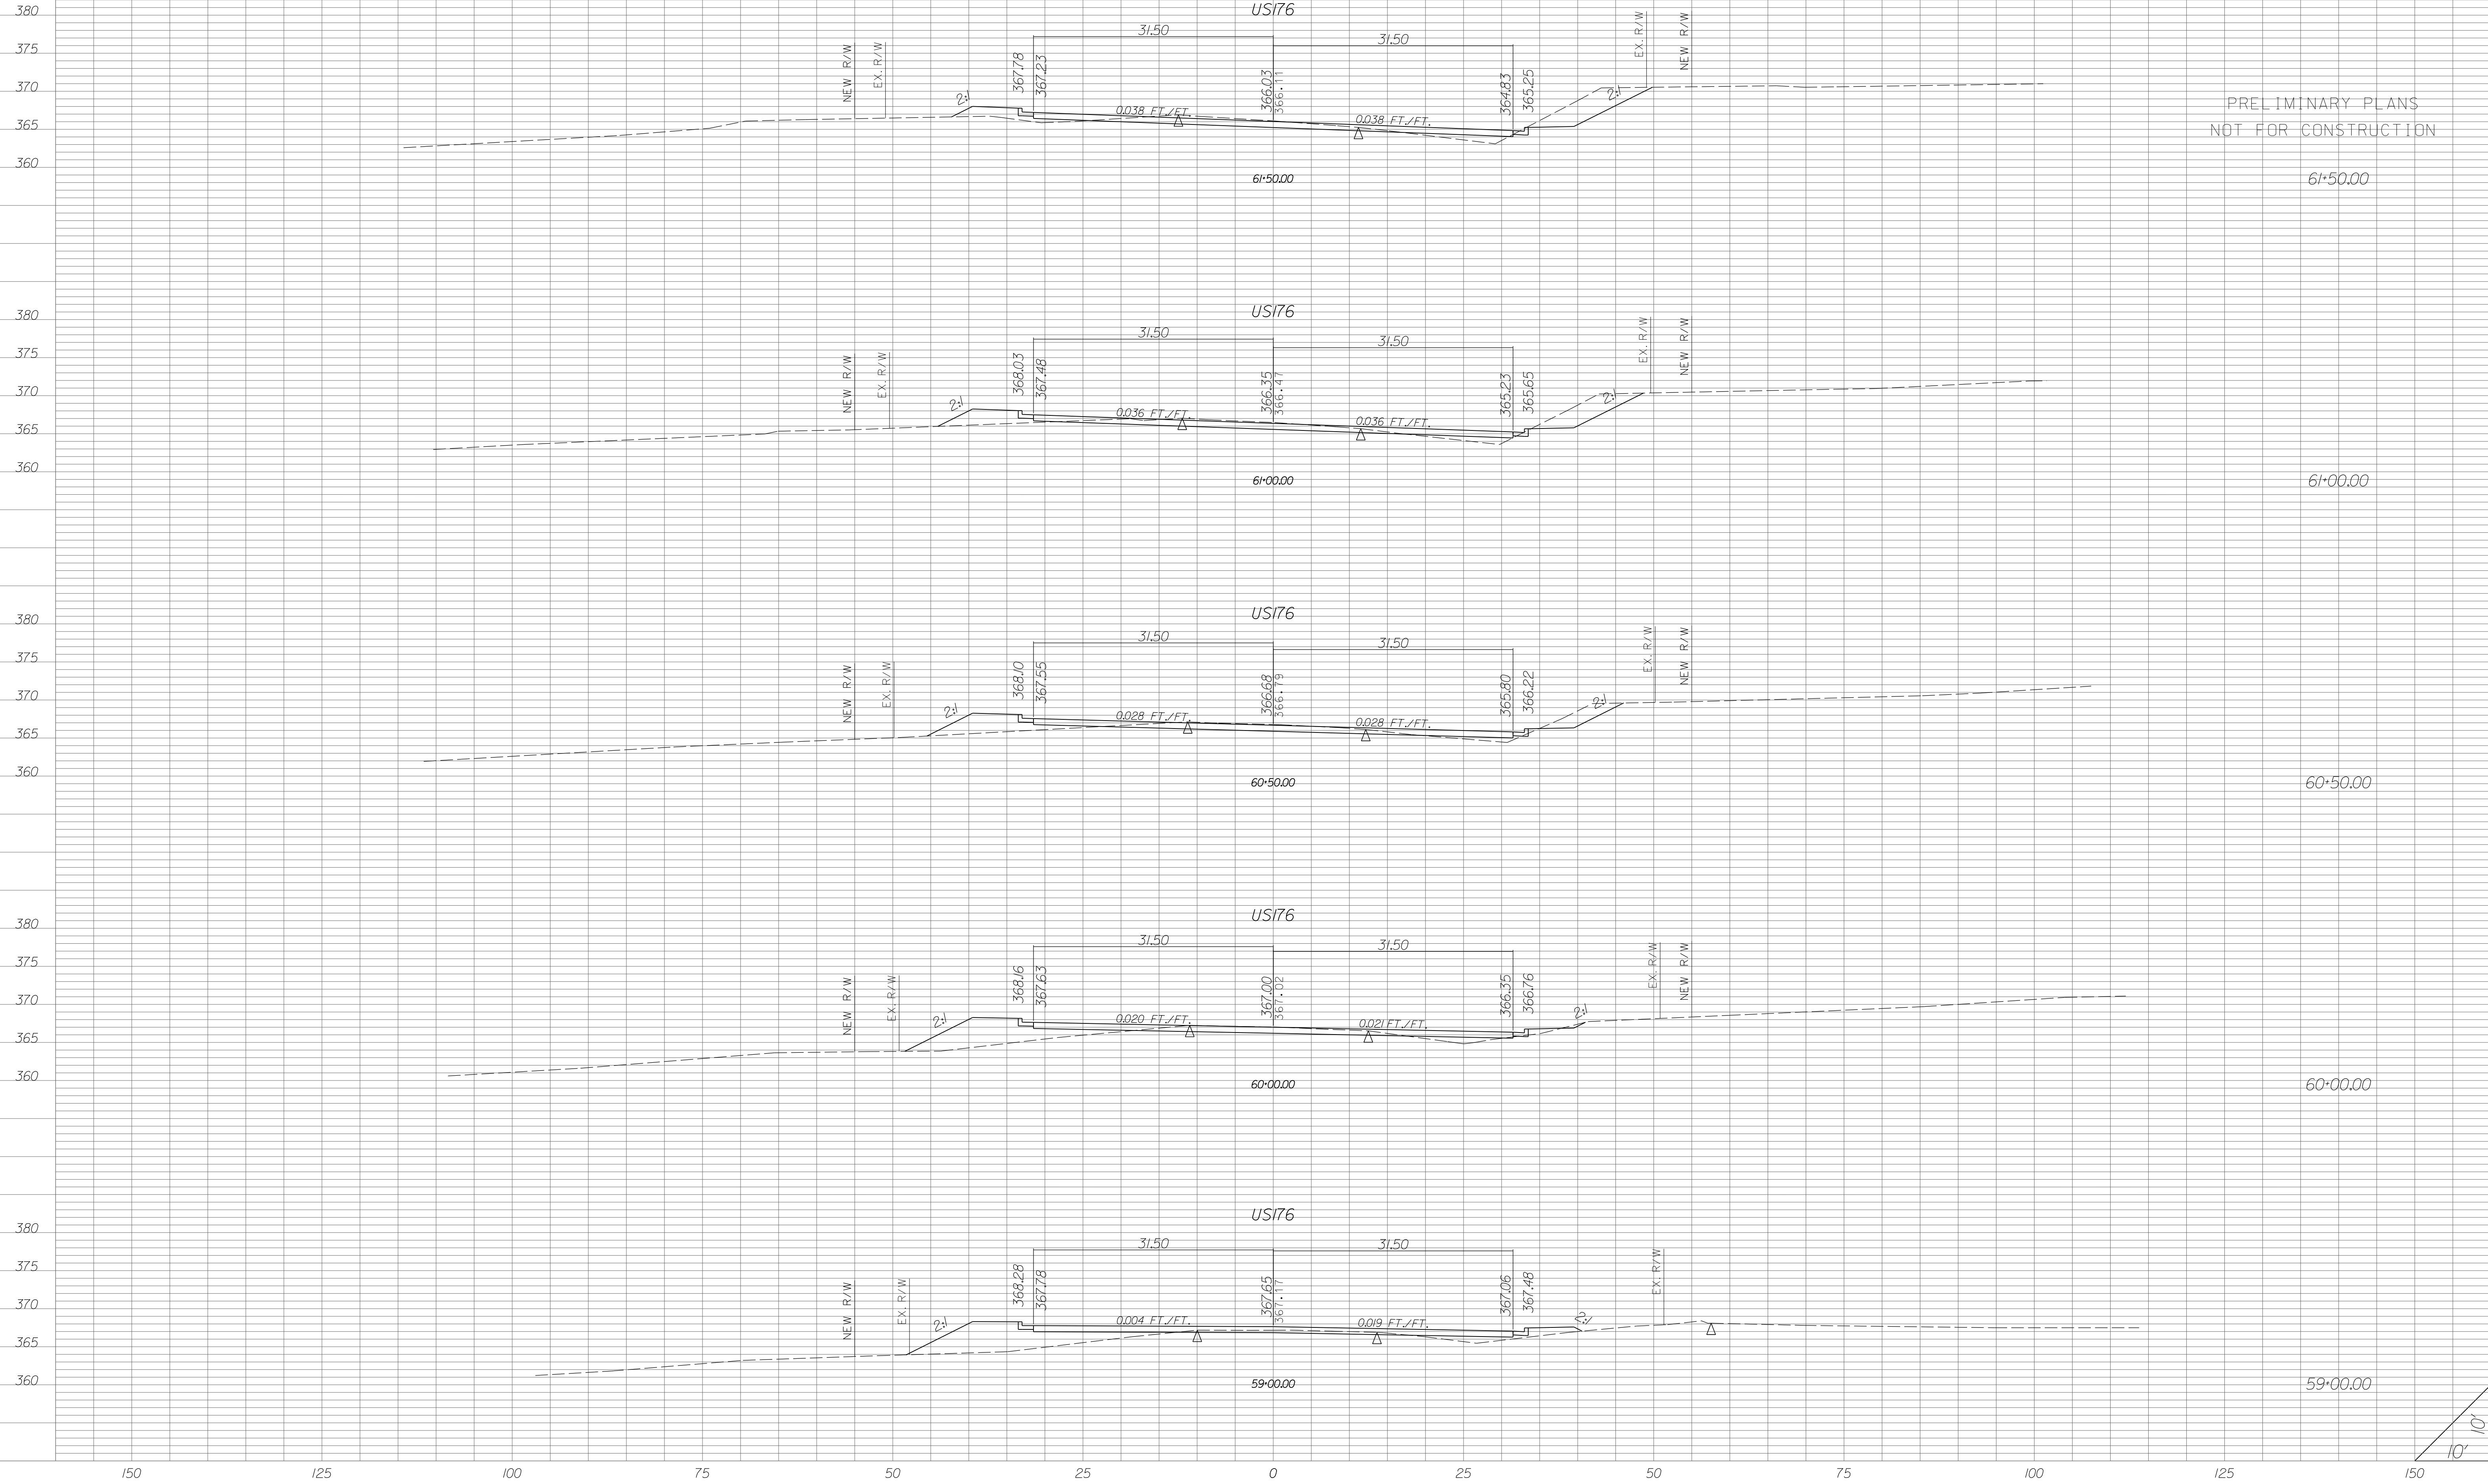 380
US176
31.50
31.50
375
NEW R/W
EX. R/W
367.78
367.23
366.03
366.11
364.83
365.25
EX. R/W
NEW R/W
370
2:1
0.038 FT./FT.
0.038 FT./FT.
2:1
PRELIMINARY PLANS
NOT FOR CONSTRUCTION
365
360
61+50.00
61+50.00
380
US176
31.50
31.50
375
NEW R/W
EX. R/W
368.03
367.48
366.35
366.47
365.23
365.65
EX. R/W
NEW R/W
370
2:1
0.036 FT./FT.
0.036 FT./FT.
2:1
365
360
61+00.00
61+00.00
380
US176
31.50
31.50
375
NEW R/W
EX. R/W
368.10
367.55
366.68
366.79
365.80
366.22
EX. R/W
NEW R/W
370
2:1
0.028 FT./FT.
0.028 FT./FT.
2:1
365
360
60+50.00
60+50.00
380
US176
31.50
31.50
375
NEW R/W
EX. R/W
368.16
367.63
367.00
367.02
366.35
366.76
EX. R/W
NEW R/W
370
2:1
0.020 FT./FT.
0.021 FT./FT.
2:1
365
360
60+00.00
60+00.00
380
US176
31.50
31.50
375
NEW R/W
EX. R/W
368.28
367.78
367.65
367.17
367.06
367.48
EX. R/W
370
2:1
0.004 FT./FT.
0.019 FT./FT.
2:1
365
360
59+00.00
59+00.00
10'
10'
150 125 100 75 50 25 0 25 50 75 100 125 150